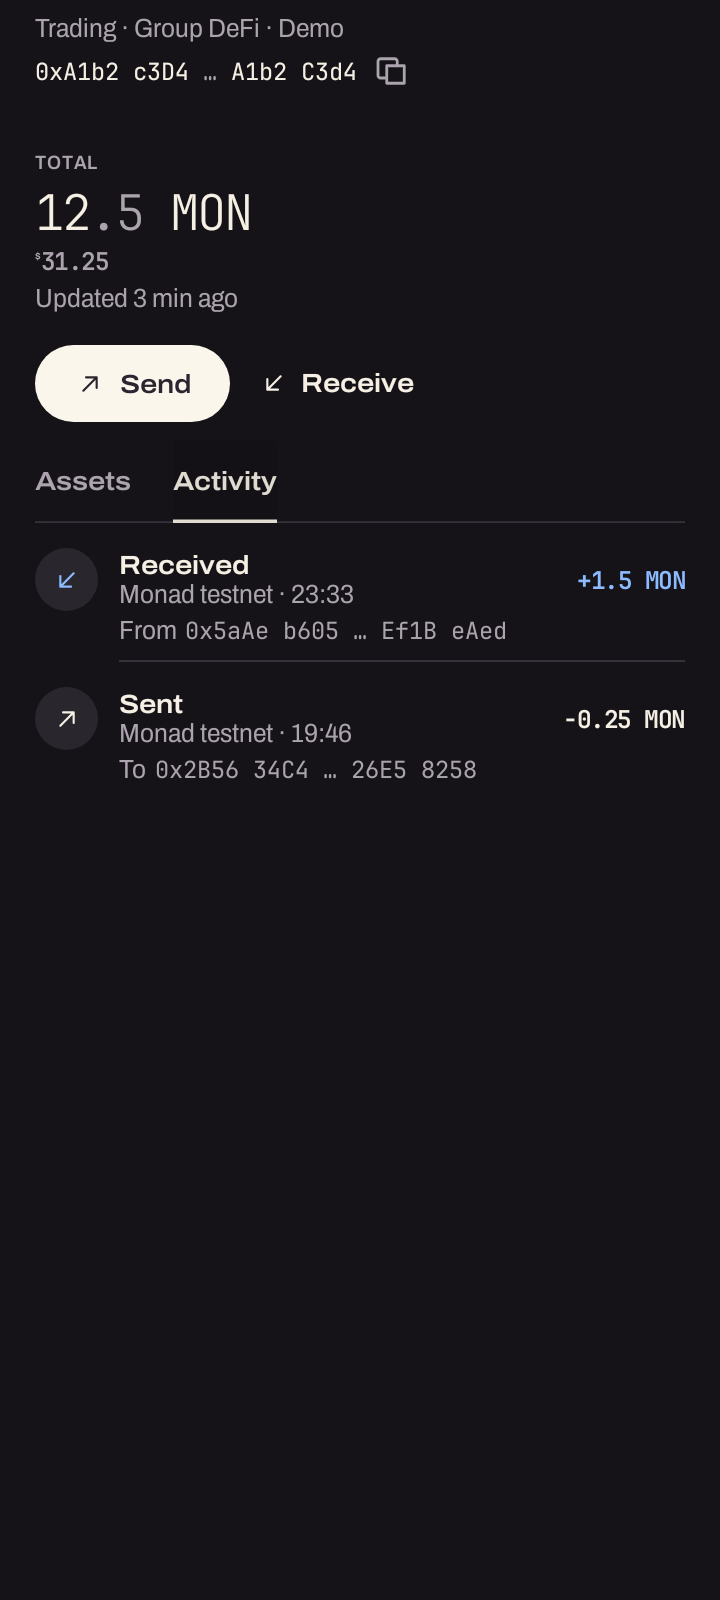 Trading · Group DeFi · Demo
0xA1b2 c3D4 … A1b2 C3d4
TOTAL
12.5 MON
$31.25
Updated 3 min ago
Send
Receive
Assets
Activity
Received
+1.5 MON
Monad testnet · 23:33
From 0x5aAe b605 … Ef1B eAed
Sent
-0.25 MON
Monad testnet · 19:46
To 0x2B56 34C4 … 26E5 8258